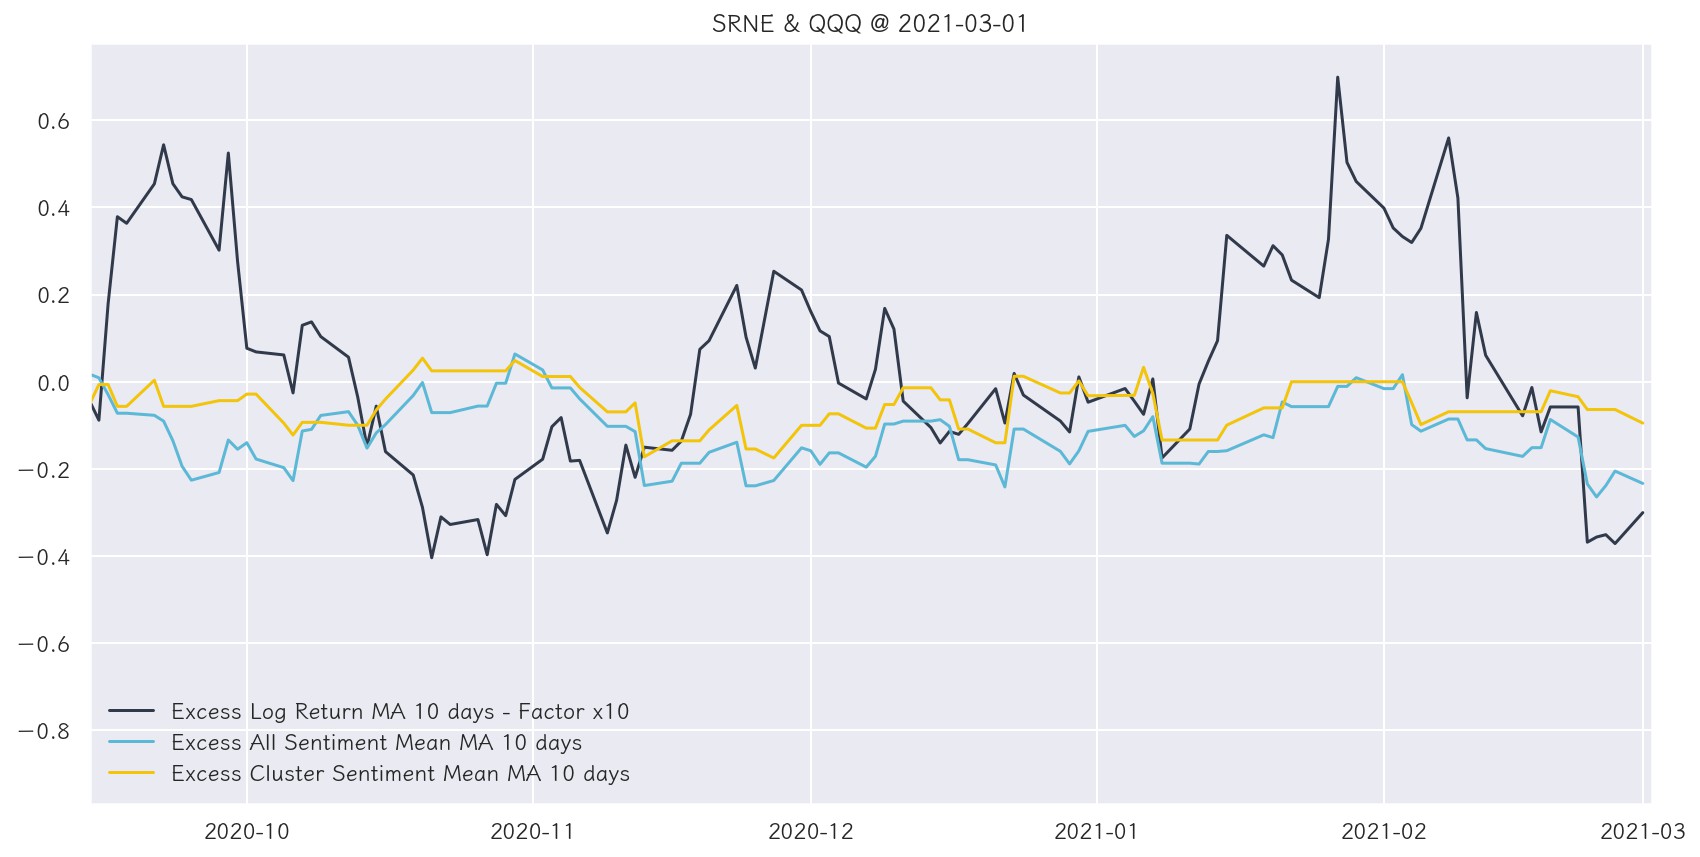 SRNE & QQQ @ 2021-03-01
0.6
0.4
0.2
0.0
−0.2
−0.4
−0.6
−0.8
Excess Log Return MA 10 days - Factor x10
Excess All Sentiment Mean MA 10 days
Excess Cluster Sentiment Mean MA 10 days
2020-10 2020-11 2020-12 2021-01 2021-02 2021-03